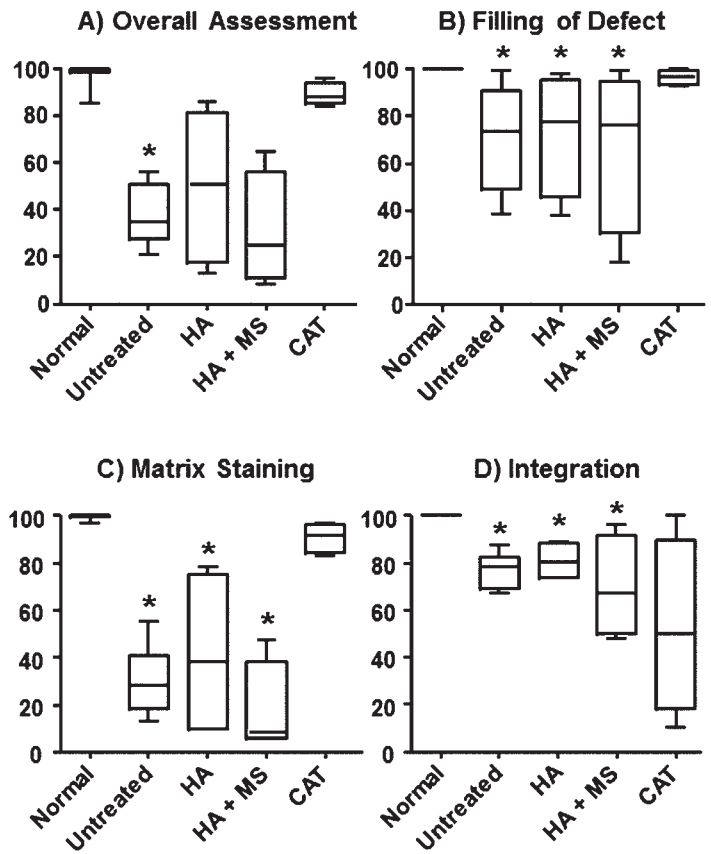 A) Overall Assessment
100
80
60
40
20
0
*
Normal
Untreated
HA
HA + MS
CAT
B) Filling of Defect
100
80
60
40
20
0
* * *
Normal
Untreated
HA
HA + MS
CAT
C) Matrix Staining
100
80
60
40
20
0
* * *
Normal
Untreated
HA
HA + MS
CAT
D) Integration
100
80
60
40
20
0
* * *
Normal
Untreated
HA
HA + MS
CAT